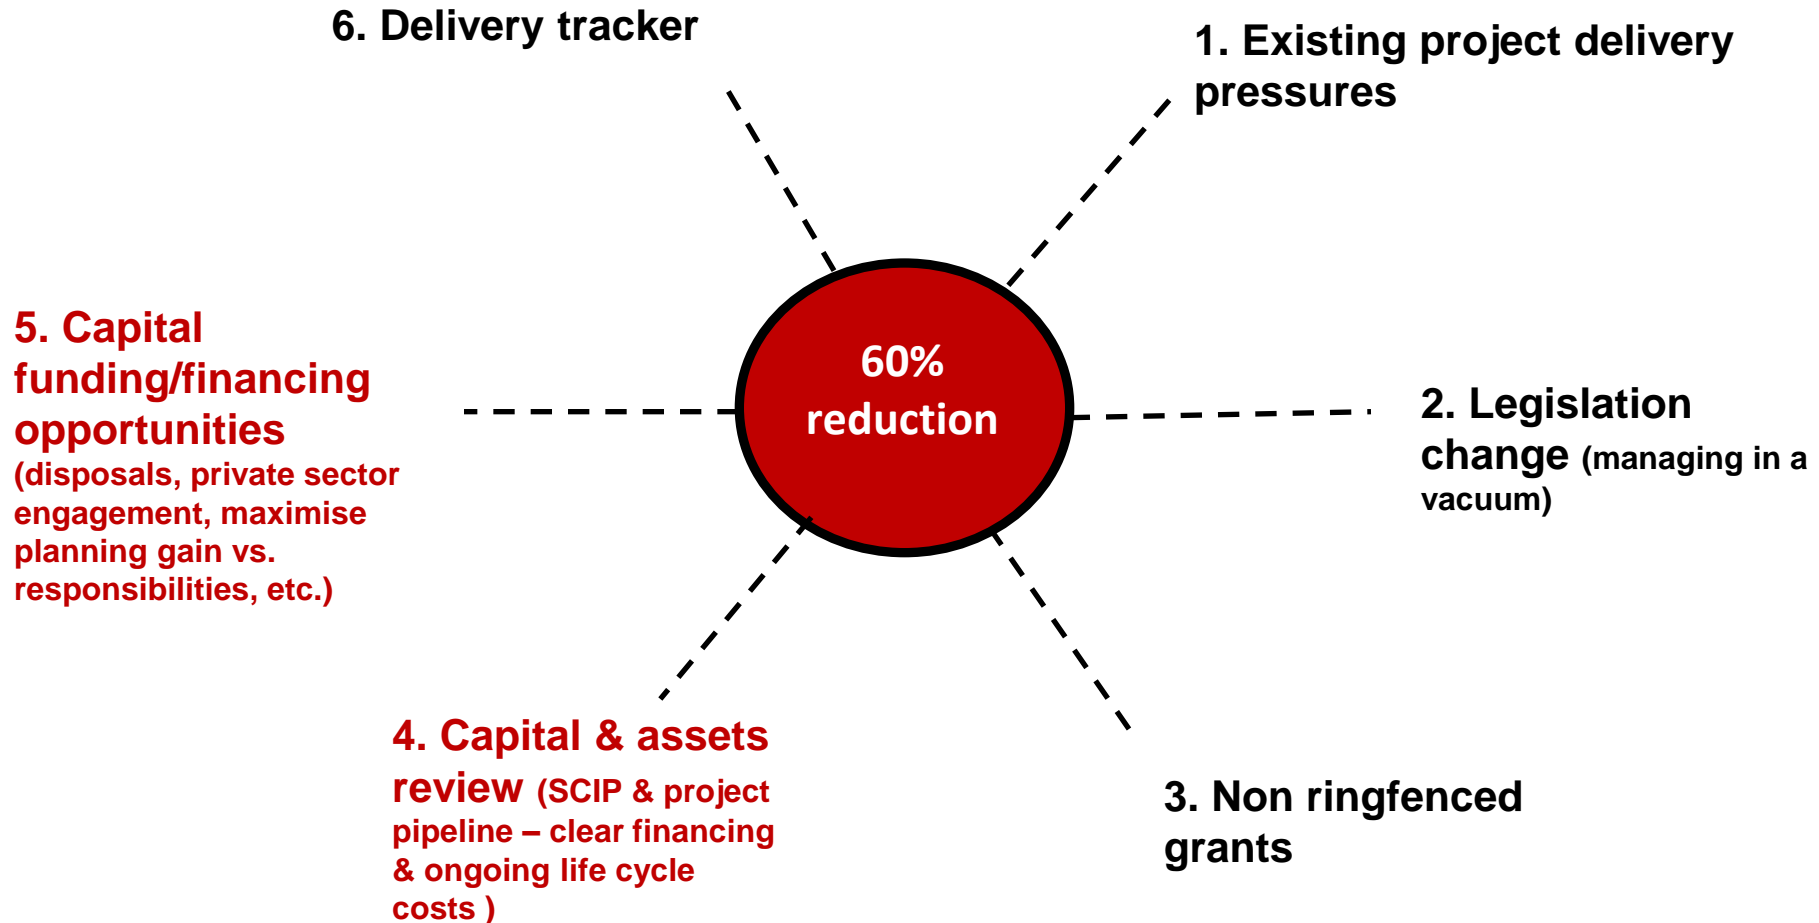 6. Delivery tracker
1. Existing project delivery
pressures
60%
reduction
2. Legislation
change (managing in a
vacuum)
3. Non ringfenced
grants
4. Capital & assets
review (SCIP & project
pipeline – clear financing
& ongoing life cycle
costs )
5. Capital
funding/financing
opportunities
(disposals, private sector
engagement, maximise
planning gain vs.
responsibilities, etc.)